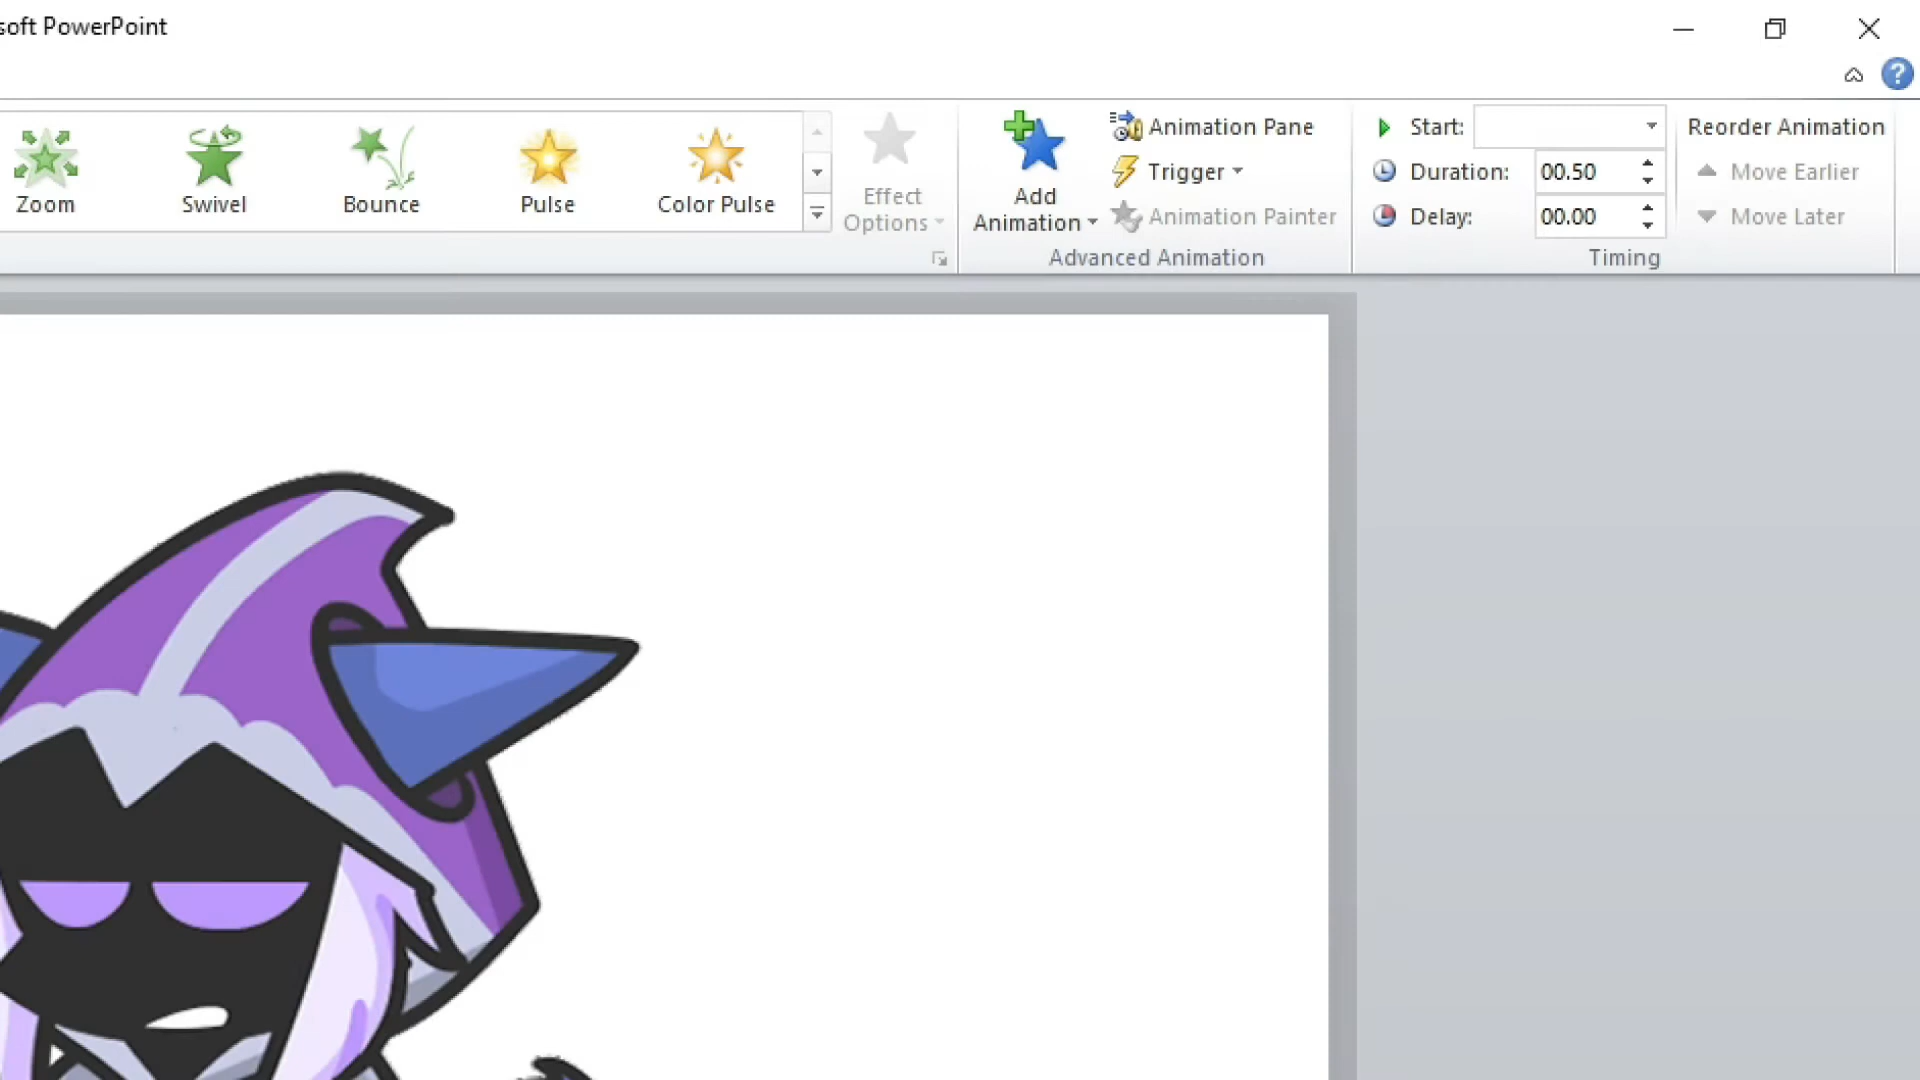 soft PowerPoint
Zoom
Swivel
Bounce
Pulse
Color Pulse
Effect
Options
Add
Animation
Animation Pane
Trigger
Animation Painter
Advanced Animation
Start:
Duration: 00.50
Delay: 00.00
Reorder Animation
Move Earlier
Move Later
Timing
?